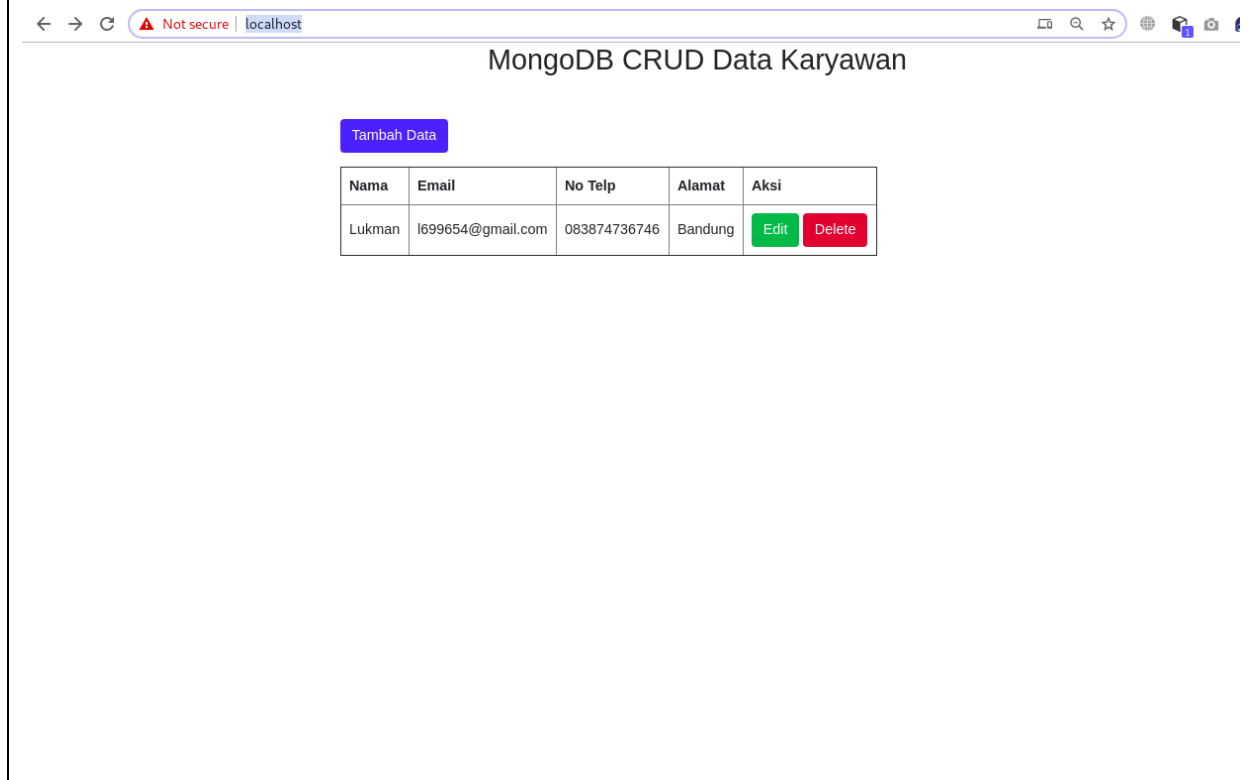 Not secure localhost
1
MongoDB CRUD Data Karyawan
Tambah Data
Nama Email No Telp Alamat Aksi
Lukman l699654@gmail.com 083874736746 Bandung Edit Delete